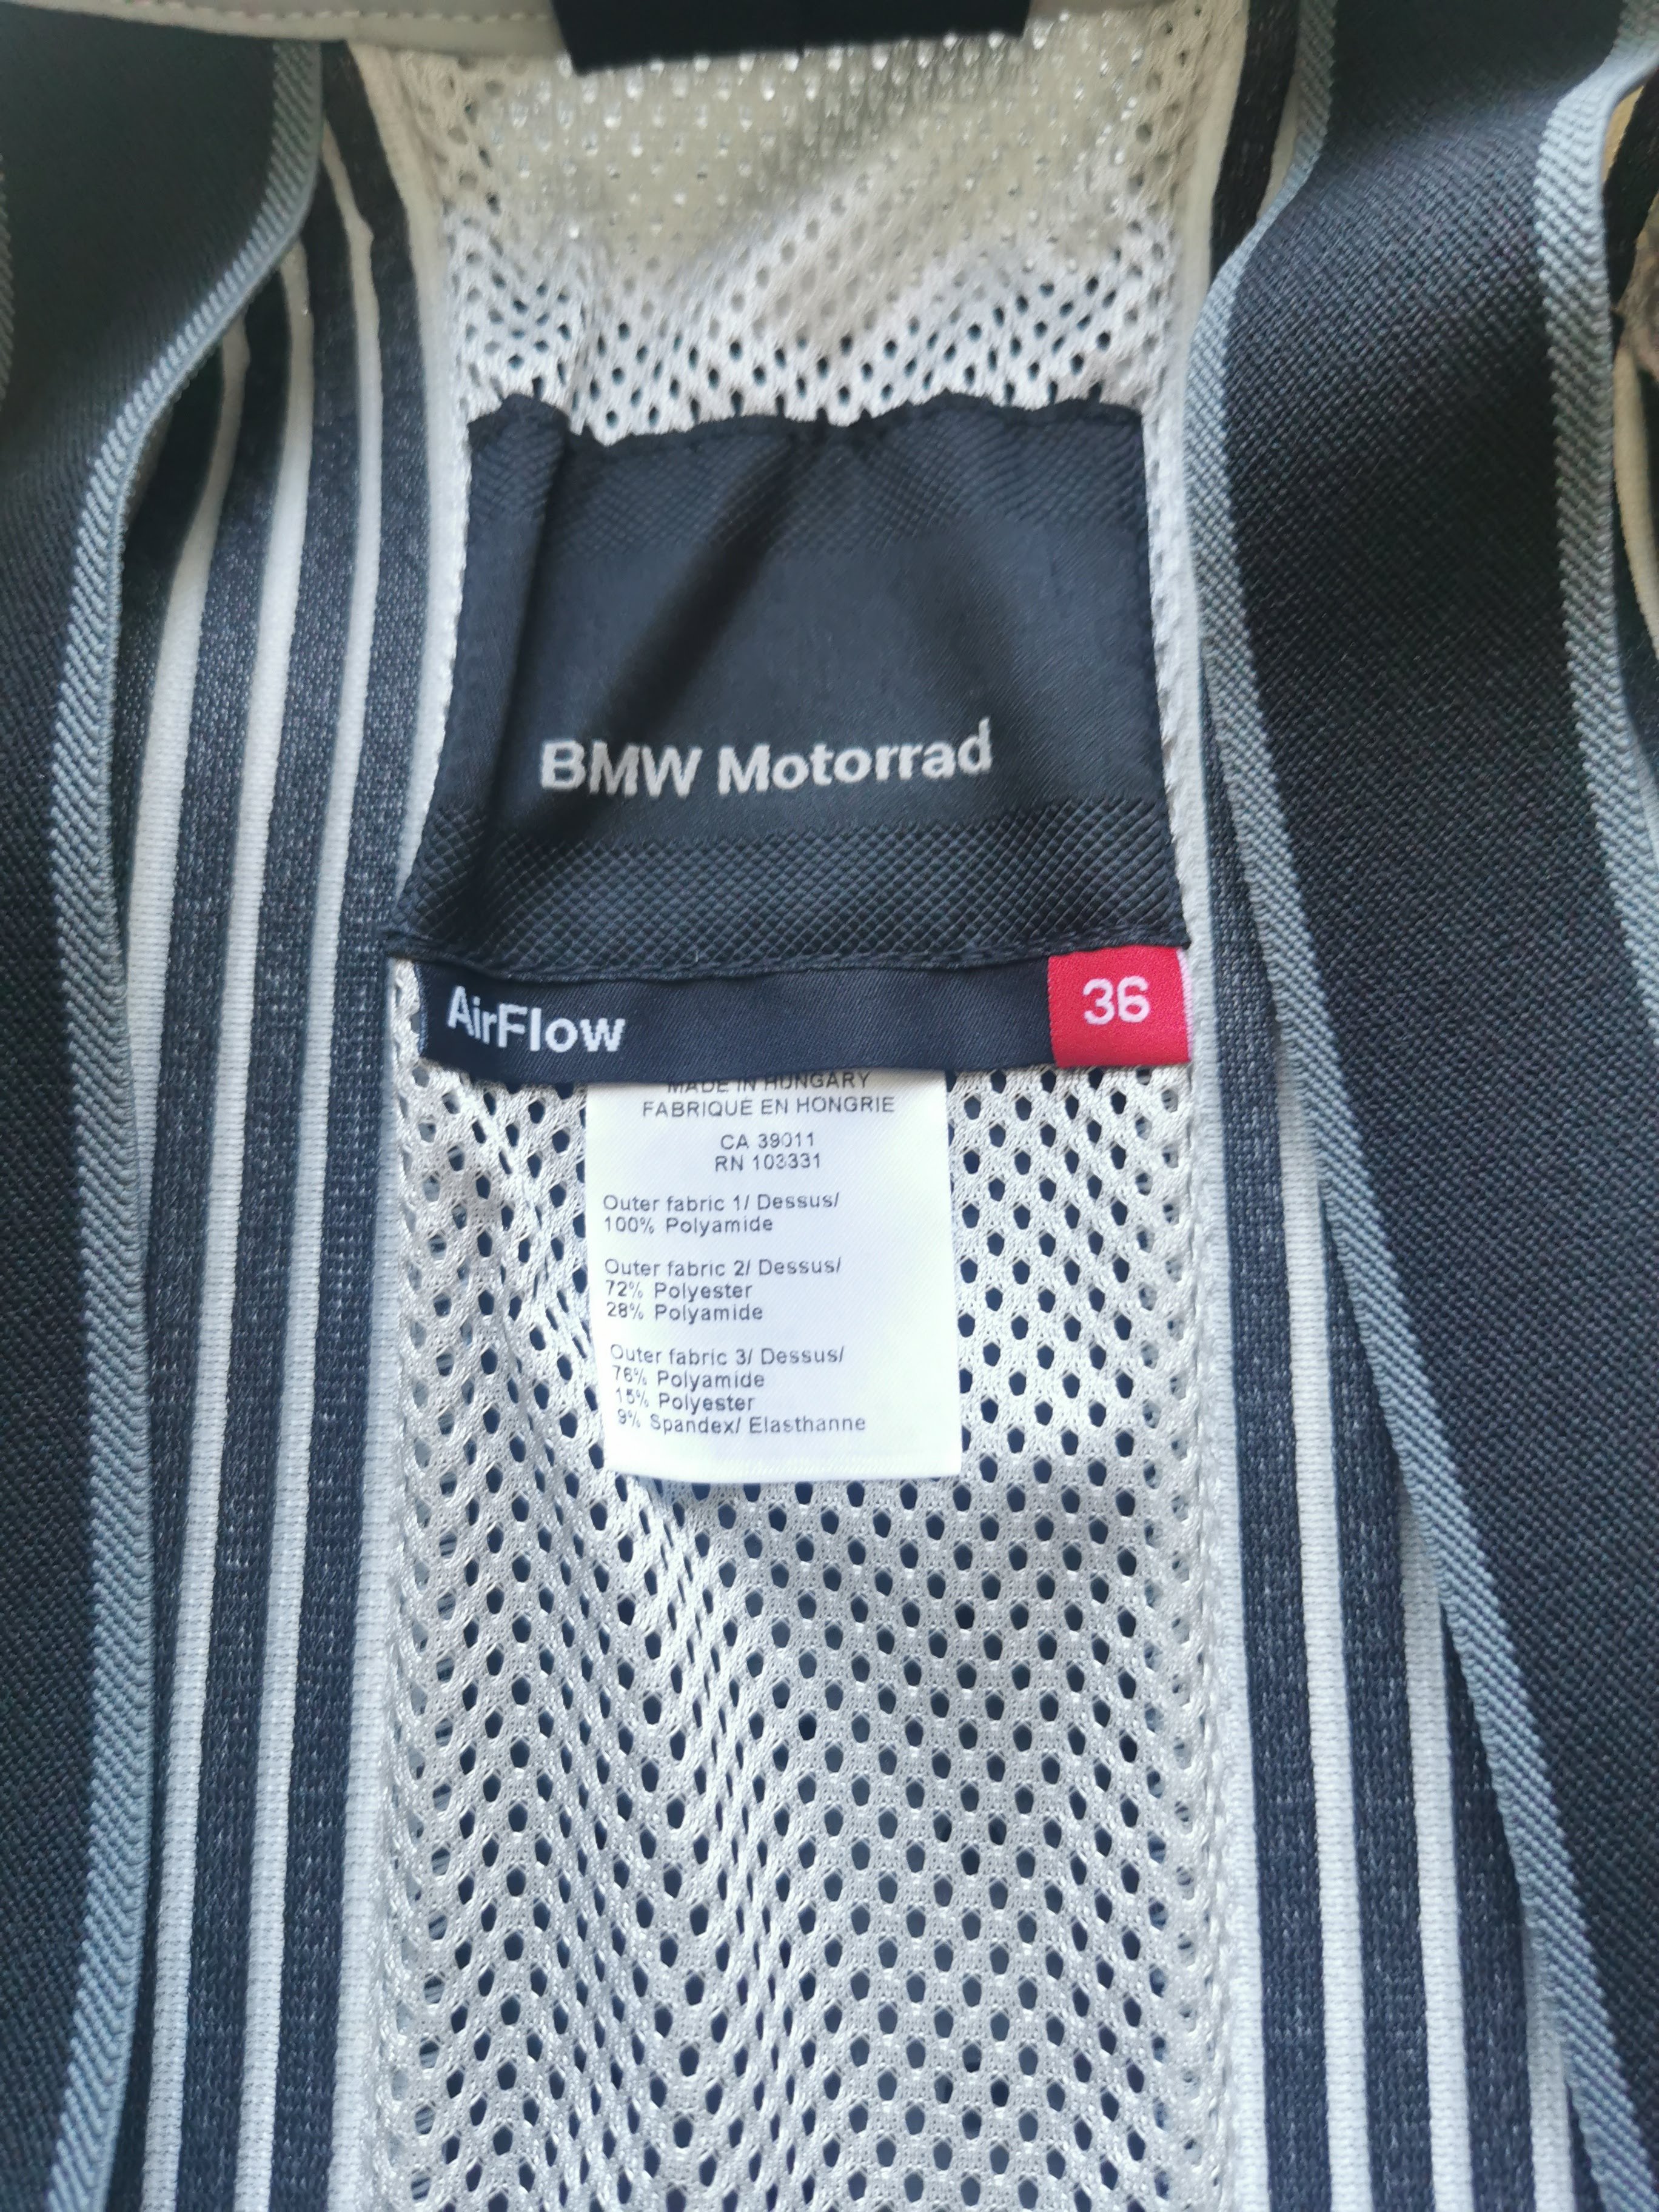 BMW Motorrad
AirFlow
36
MADE IN HUNGARY
FABRIQUÉ EN HONGRIE
CA 39011
RN 103331
Outer fabric 1/ Dessus/
100% Polyamide
Outer fabric 2/ Dessus/
72% Polyester
28% Polyamide
Outer fabric 3/ Dessus/
76% Polyamide
15% Polyester
9% Spandex/ Elasthanne